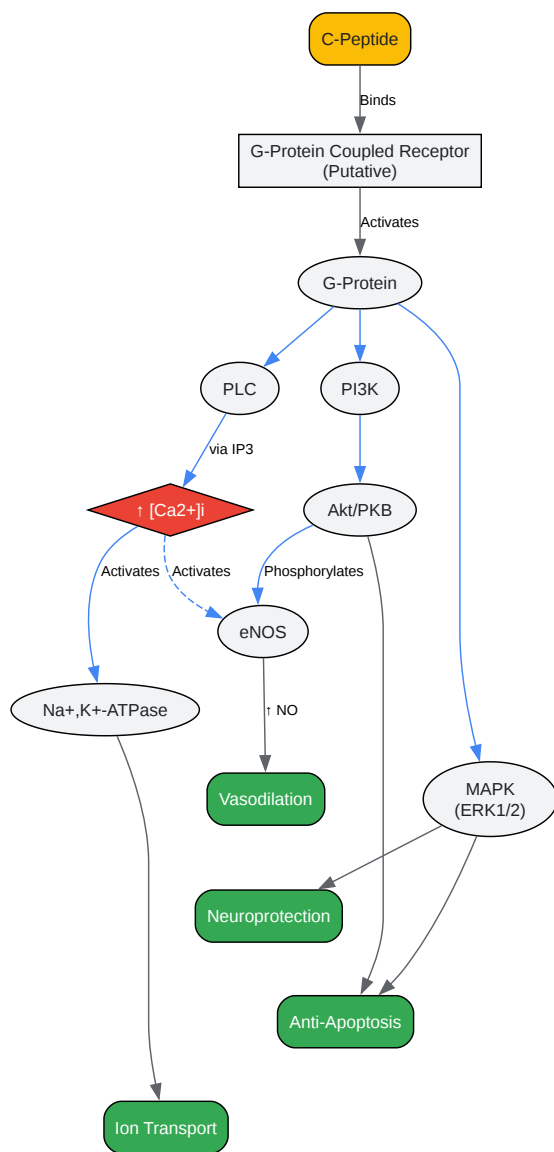 C-Peptide
Binds
G-Protein Coupled Receptor
(Putative)
Activates
G-Protein
PLC
PI3K
via IP3
↑ [Ca2+]i
Akt/PKB
Activates
Activates
Phosphorylates
eNOS
Na+,K+-ATPase
↑ NO
Vasodilation
MAPK
(ERK1/2)
Neuroprotection
Anti-Apoptosis
Ion Transport